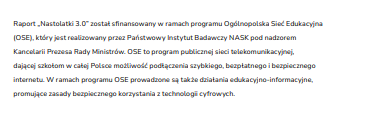 Raport „Nastolatki 3.0” został sfinansowany w ramach programu Ogólnopolska Sieć Edukacyjna
(OSE), który jest realizowany przez Państwowy Instytut Badawczy NASK pod nadzorem
Kancelarii Prezesa Rady Ministrów. OSE to program publicznej sieci telekomunikacyjnej,
dającej szkołom w całej Polsce możliwość podłączenia szybkiego, bezpłatnego i bezpiecznego
internetu. W ramach programu OSE prowadzone są także działania edukacyjno-informacyjne,
promujące zasady bezpiecznego korzystania z technologii cyfrowych.